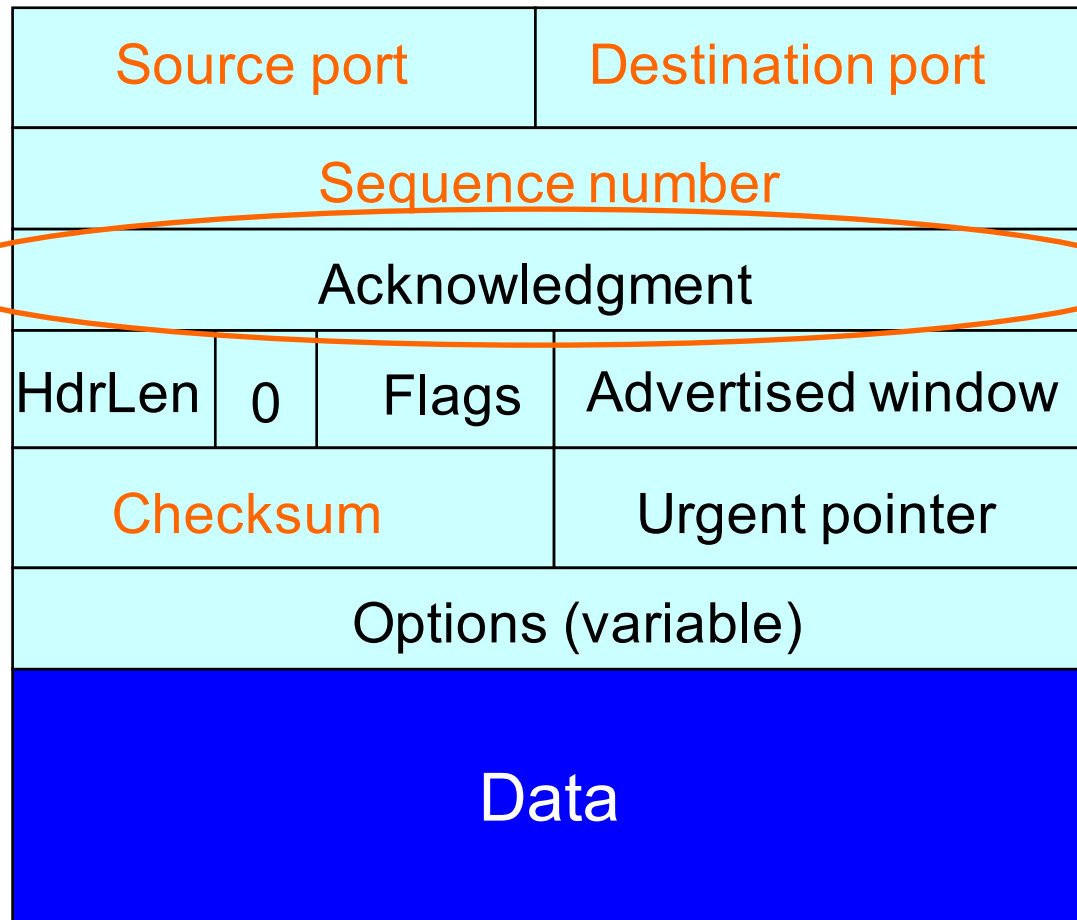 Source port Destination port
Sequence number
Acknowledgment
HdrLen 0 Flags Advertised window
Checksum Urgent pointer
Options (variable)
Data